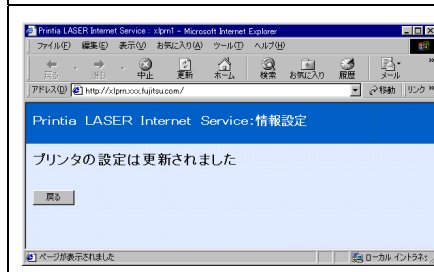 Printia LASER Internet Service : xlprn1 - Microsoft Internet Explorer
ファイル(F) 編集(E) 表示(V) お気に入り(A) ツール(T) ヘルプ(H)
戻る 進む 中止 更新 ホーム 検索 お気に入り 履歴 メール »
アドレス(D) http://xlprn.xxx.fujitsu.com/ 移動 リンク »
Printia LASER Internet Service:情報設定
プリンタの設定は更新されました
戻る
ページが表示されました ローカル イントラネ